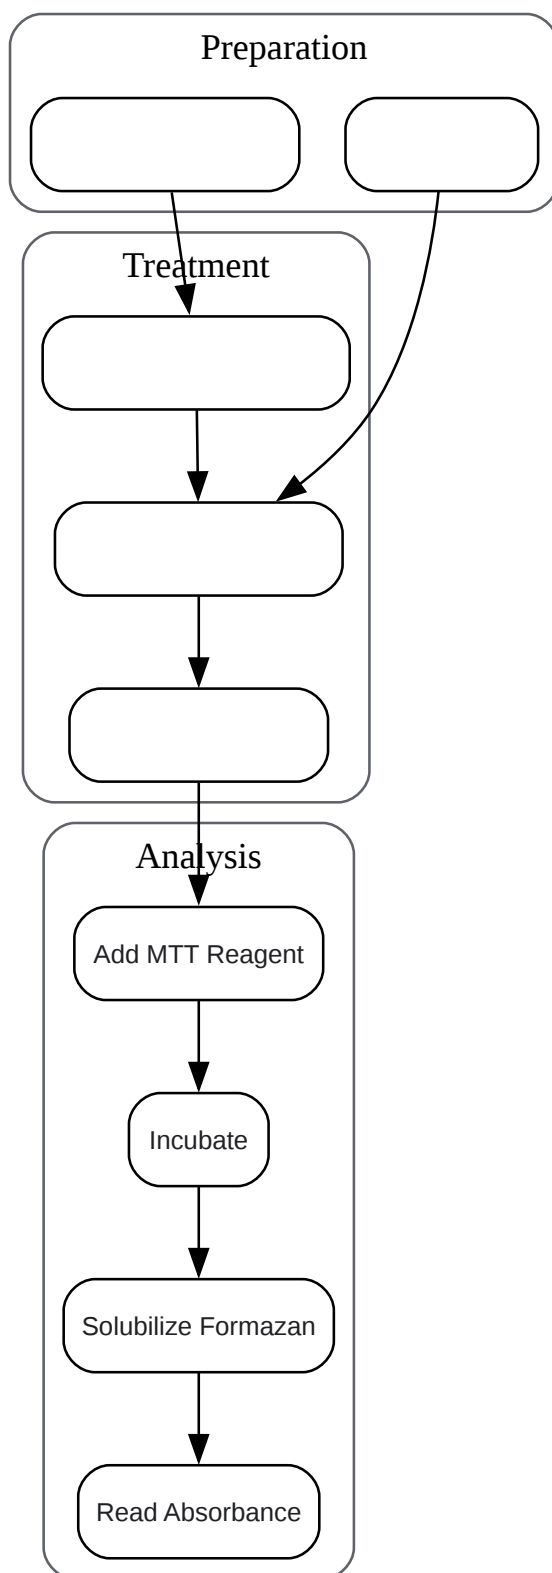 Preparation
Treatment
Analysis
Add MTT Reagent
Incubate
Solubilize Formazan
Read Absorbance